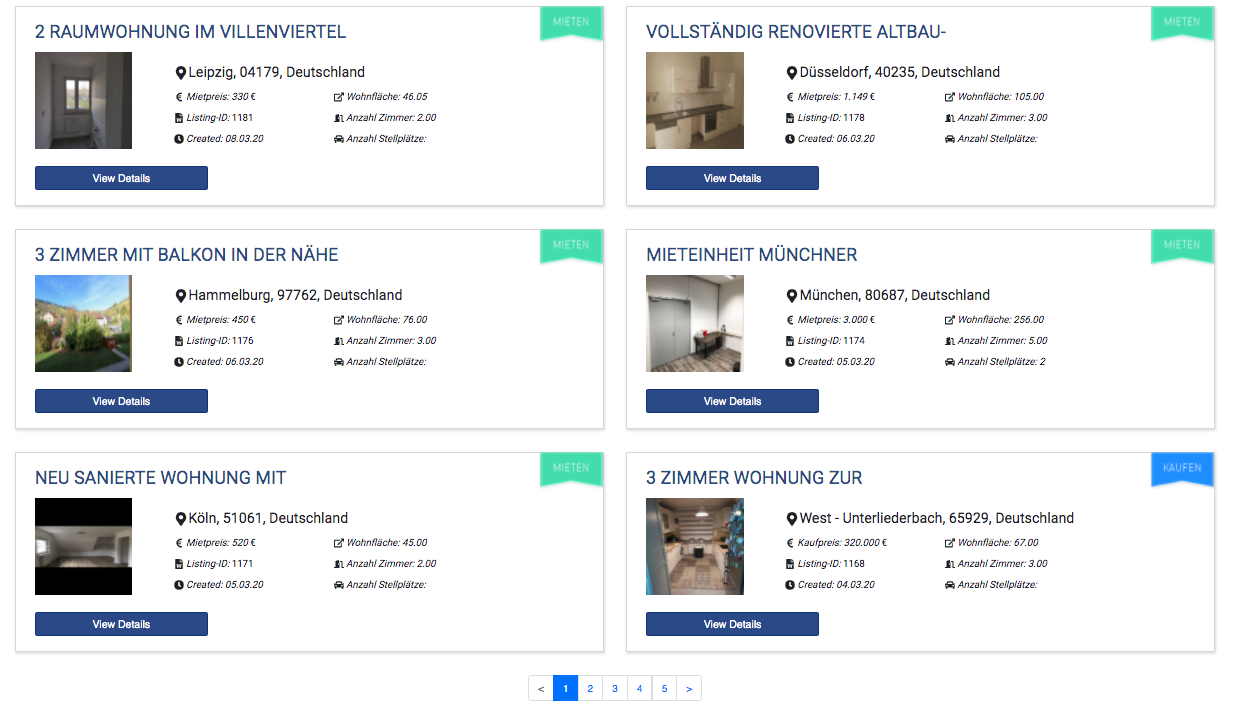 2 RAUMWOHNUNG IM VILLENVIERTEL
MIETEN
Leipzig, 04179, Deutschland
Mietpreis: 330 €
Wohnfläche: 46.05
Listing-ID: 1181
Anzahl Zimmer: 2.00
Created: 08.03.20
Anzahl Stellplätze:
View Details
VOLLSTÄNDIG RENOVIERTE ALTBAU-
MIETEN
Düsseldorf, 40235, Deutschland
Mietpreis: 1.149 €
Wohnfläche: 105.00
Listing-ID: 1178
Anzahl Zimmer: 3.00
Created: 06.03.20
Anzahl Stellplätze:
View Details
3 ZIMMER MIT BALKON IN DER NÄHE
MIETEN
Hammelburg, 97762, Deutschland
Mietpreis: 450 €
Wohnfläche: 76.00
Listing-ID: 1176
Anzahl Zimmer: 3.00
Created: 06.03.20
Anzahl Stellplätze:
View Details
MIETEINHEIT MÜNCHNER
MIETEN
München, 80687, Deutschland
Mietpreis: 3.000 €
Wohnfläche: 256.00
Listing-ID: 1174
Anzahl Zimmer: 5.00
Created: 05.03.20
Anzahl Stellplätze: 2
View Details
NEU SANIERTE WOHNUNG MIT
MIETEN
Köln, 51061, Deutschland
Mietpreis: 520 €
Wohnfläche: 45.00
Listing-ID: 1171
Anzahl Zimmer: 2.00
Created: 05.03.20
Anzahl Stellplätze:
View Details
3 ZIMMER WOHNUNG ZUR
KAUFEN
West - Unterliederbach, 65929, Deutschland
Kaufpreis: 320.000 €
Wohnfläche: 67.00
Listing-ID: 1168
Anzahl Zimmer: 3.00
Created: 04.03.20
Anzahl Stellplätze:
View Details
< 1 2 3 4 5 >